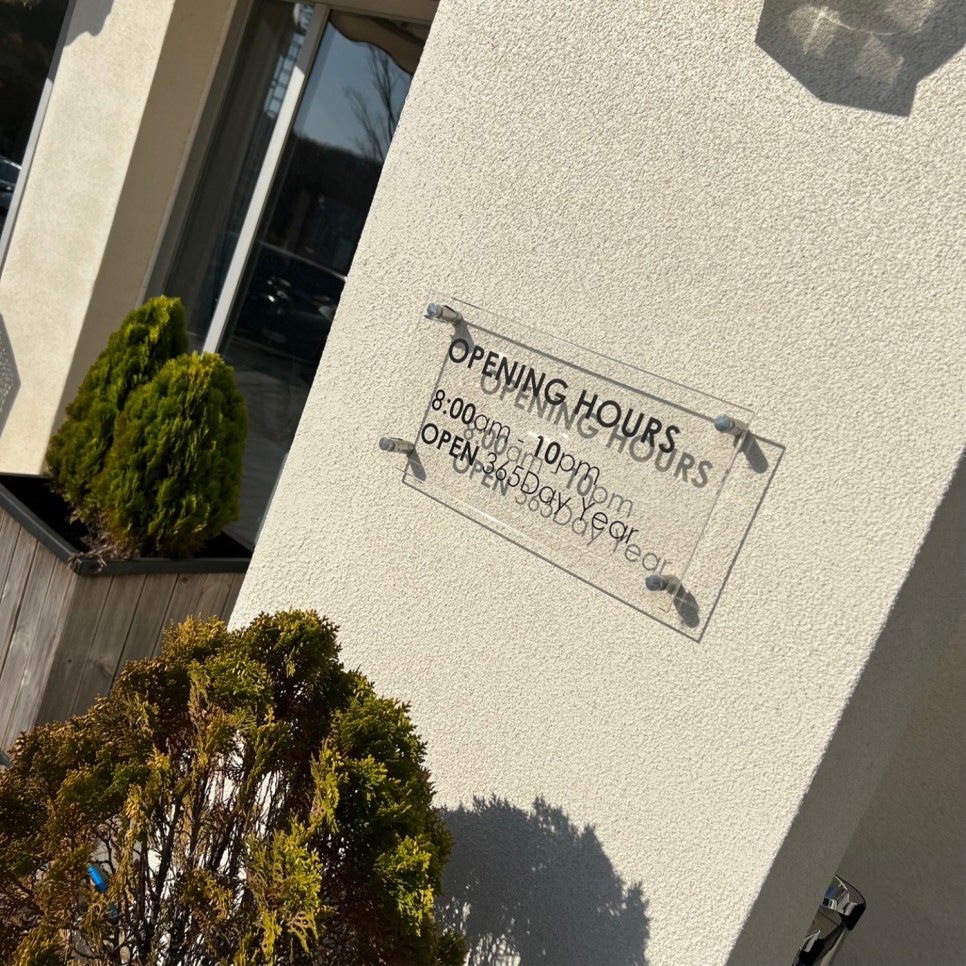 OPENING HOURS
8:00am - 10pm
OPEN 365Day Year